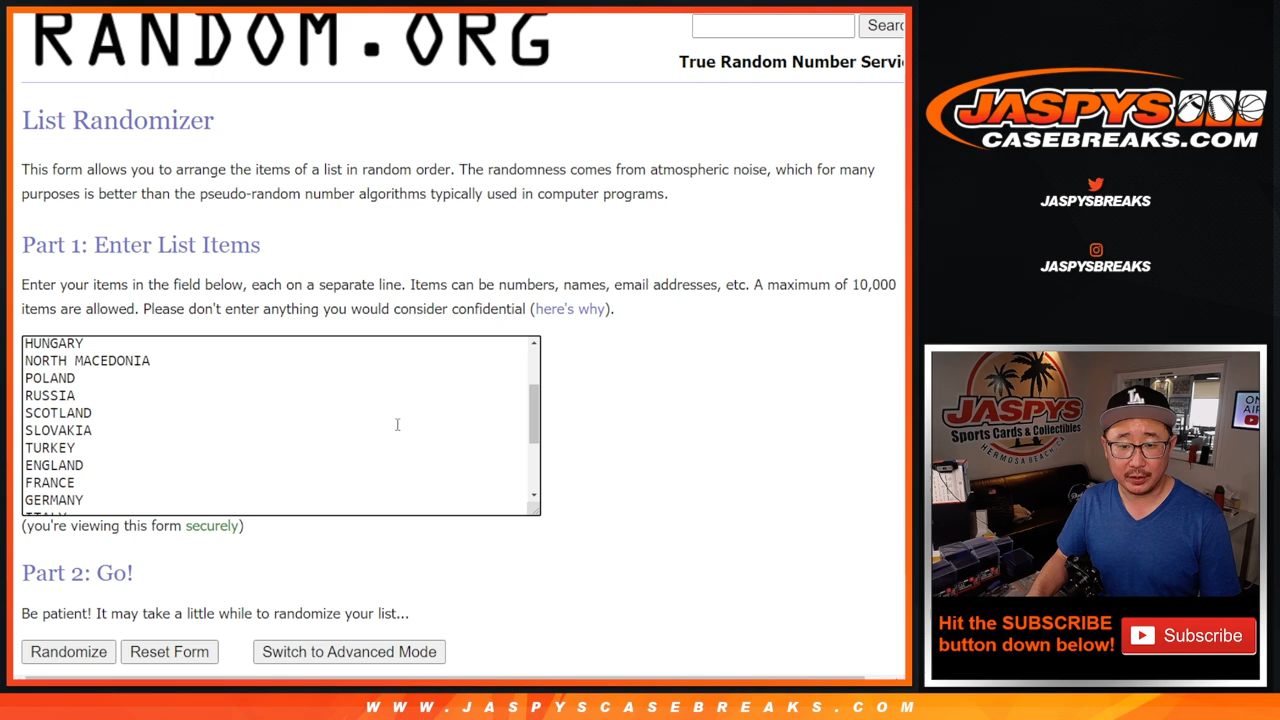 RANDOM.ORG
Searc
True Random Number Servi
List Randomizer
This form allows you to arrange the items of a list in random order. The randomness comes from atmospheric noise, which for many
purposes is better than the pseudo-random number algorithms typically used in computer programs.
Part 1: Enter List Items
Enter your items in the field below, each on a separate line. Items can be numbers, names, email addresses, etc. A maximum of 10,000
items are allowed. Please don't enter anything you would consider confidential (here's why).
HUNGARY
NORTH MACEDONIA
POLAND
RUSSIA
SCOTLAND
SLOVAKIA
TURKEY
ENGLAND
FRANCE
GERMANY
ITALY
(you're viewing this form securely)
Part 2: Go!
Be patient! It may take a little while to randomize your list...
Randomize
Reset Form
Switch to Advanced Mode
JASPYS
CASEBREAKS.COM
JASPYSBREAKS
JASPYSBREAKS
JASPYS
Sports Cards & Collectibles
HERMOSA BEACH, CA
LA
ON
AIR
Hit the SUBSCRIBE
button down below!
Subscribe
WWW.JASPYSCASEBREAKS.COM